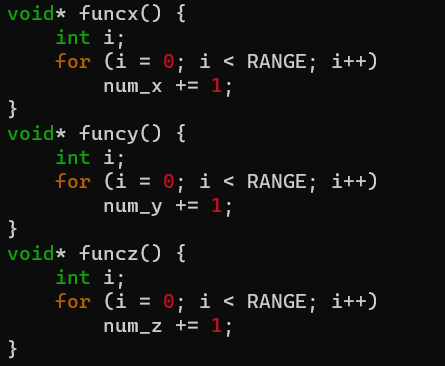 void* funcx() {
    int i;
    for (i = 0; i < RANGE; i++)
        num_x += 1;
}
void* funcy() {
    int i;
    for (i = 0; i < RANGE; i++)
        num_y += 1;
}
void* funcz() {
    int i;
    for (i = 0; i < RANGE; i++)
        num_z += 1;
}